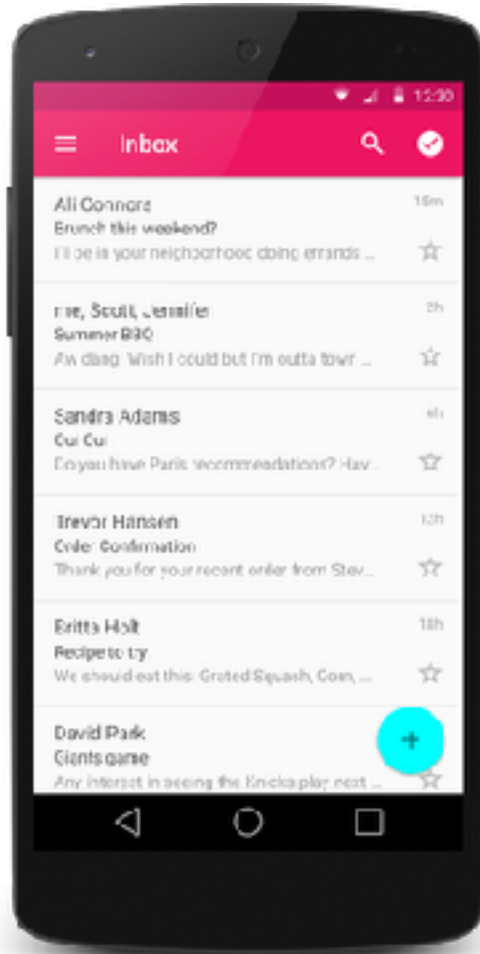 12:30
Inbox
Ali Connors
15m
Brunch this weekend?
I'll be in your neighborhood doing errands ...
me, Scott, Jennifer
2h
Summer BBQ
Aw dang. Wish I could but I'm outta town ...
Sandra Adams
6h
Oui Oui
Do you have Paris recommendations? Hav...
Trevor Hansen
12h
Order Confirmation
Thank you for your recent order from Stev...
Britta Holt
18h
Recipe to try
We should eat this: Grated Squash, Corn, ...
David Park
Giants game
Any interest in seeing the Knicks play next ...